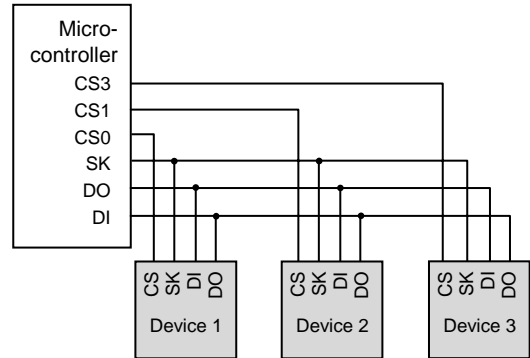 Micro-
controller
CS3
CS1
CS0
SK
DO
DI
CS SK DI DO
Device 1
CS SK DI DO
Device 2
CS SK DI DO
Device 3